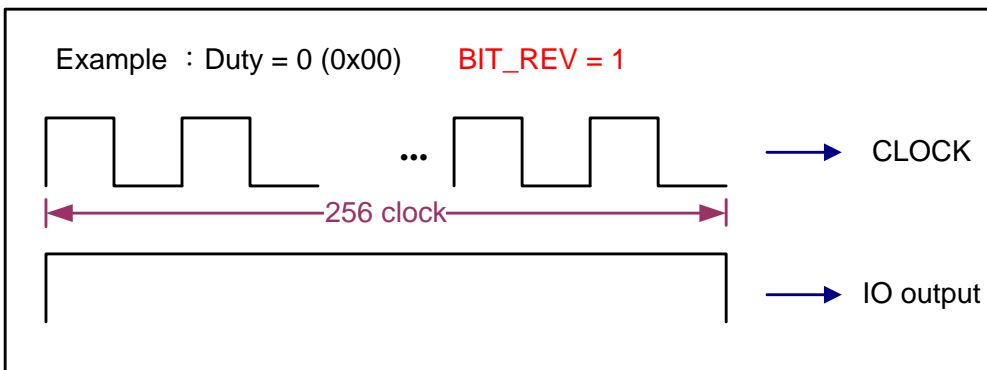 Example ：Duty = 0 (0x00) BIT_REV = 1
... CLOCK
256 clock
IO output